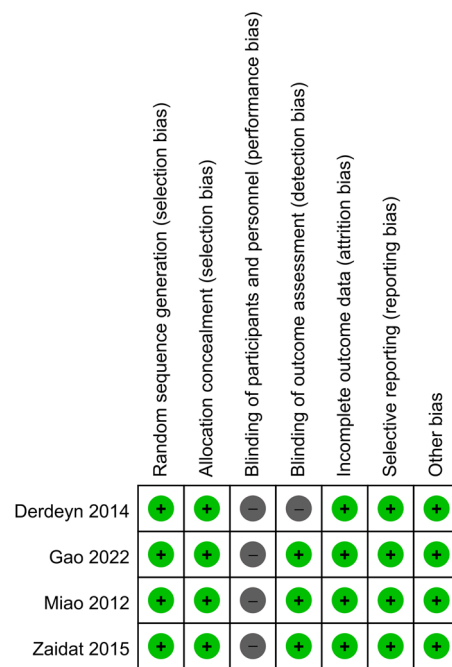 Random sequence generation (selection bias)
Allocation concealment (selection bias)
Blinding of participants and personnel (performance bias)
Blinding of outcome assessment (detection bias)
Incomplete outcome data (attrition bias)
Selective reporting (reporting bias)
Other bias
Derdeyn 2014 + + – – + + +
Gao 2022 + + – + + + +
Miao 2012 + + – + + + +
Zaidat 2015 + + – + + + +